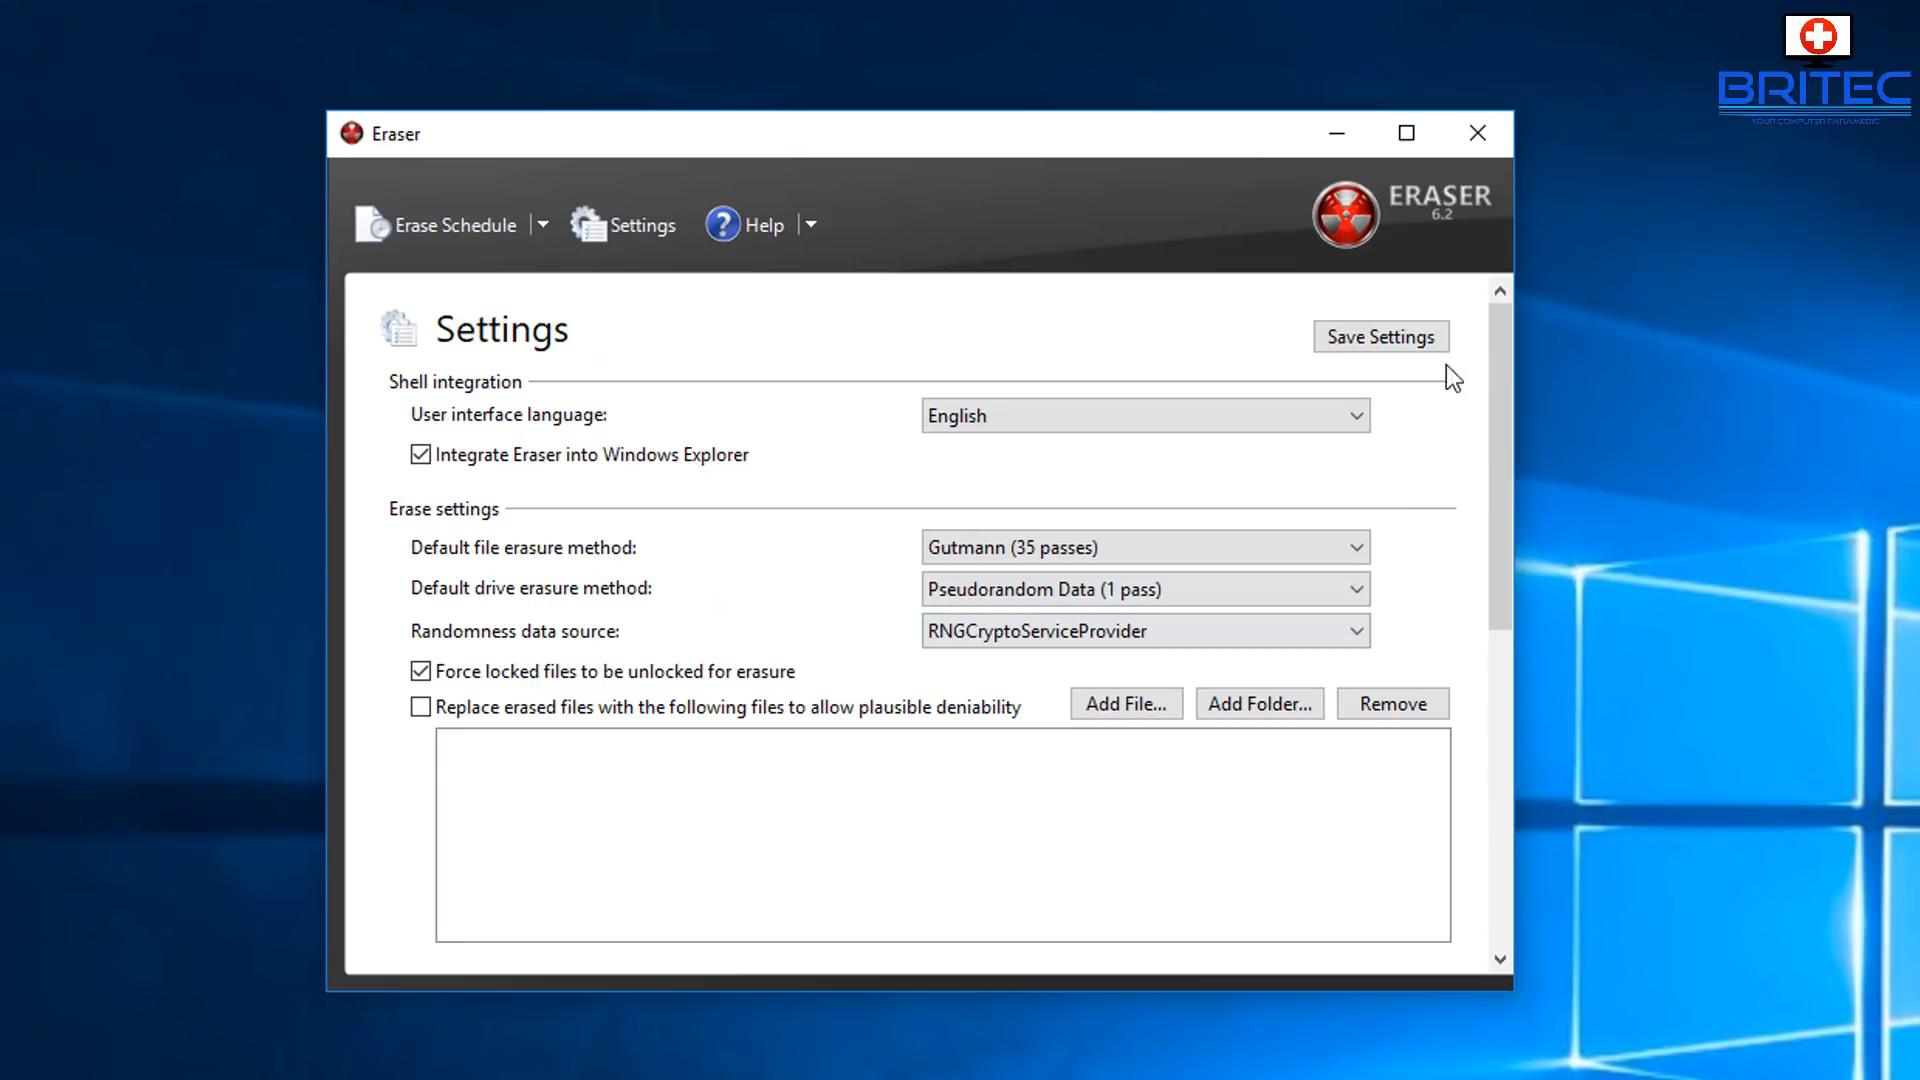 BRITEC
YOUR COMPUTER PARAMEDIC
Eraser
Erase Schedule
Settings
Help
ERASER
6.2
Settings
Save Settings
Shell integration
User interface language:
English
Integrate Eraser into Windows Explorer
Erase settings
Default file erasure method:
Gutmann (35 passes)
Default drive erasure method:
Pseudorandom Data (1 pass)
Randomness data source:
RNGCryptoServiceProvider
Force locked files to be unlocked for erasure
Replace erased files with the following files to allow plausible deniability
Add File...
Add Folder...
Remove